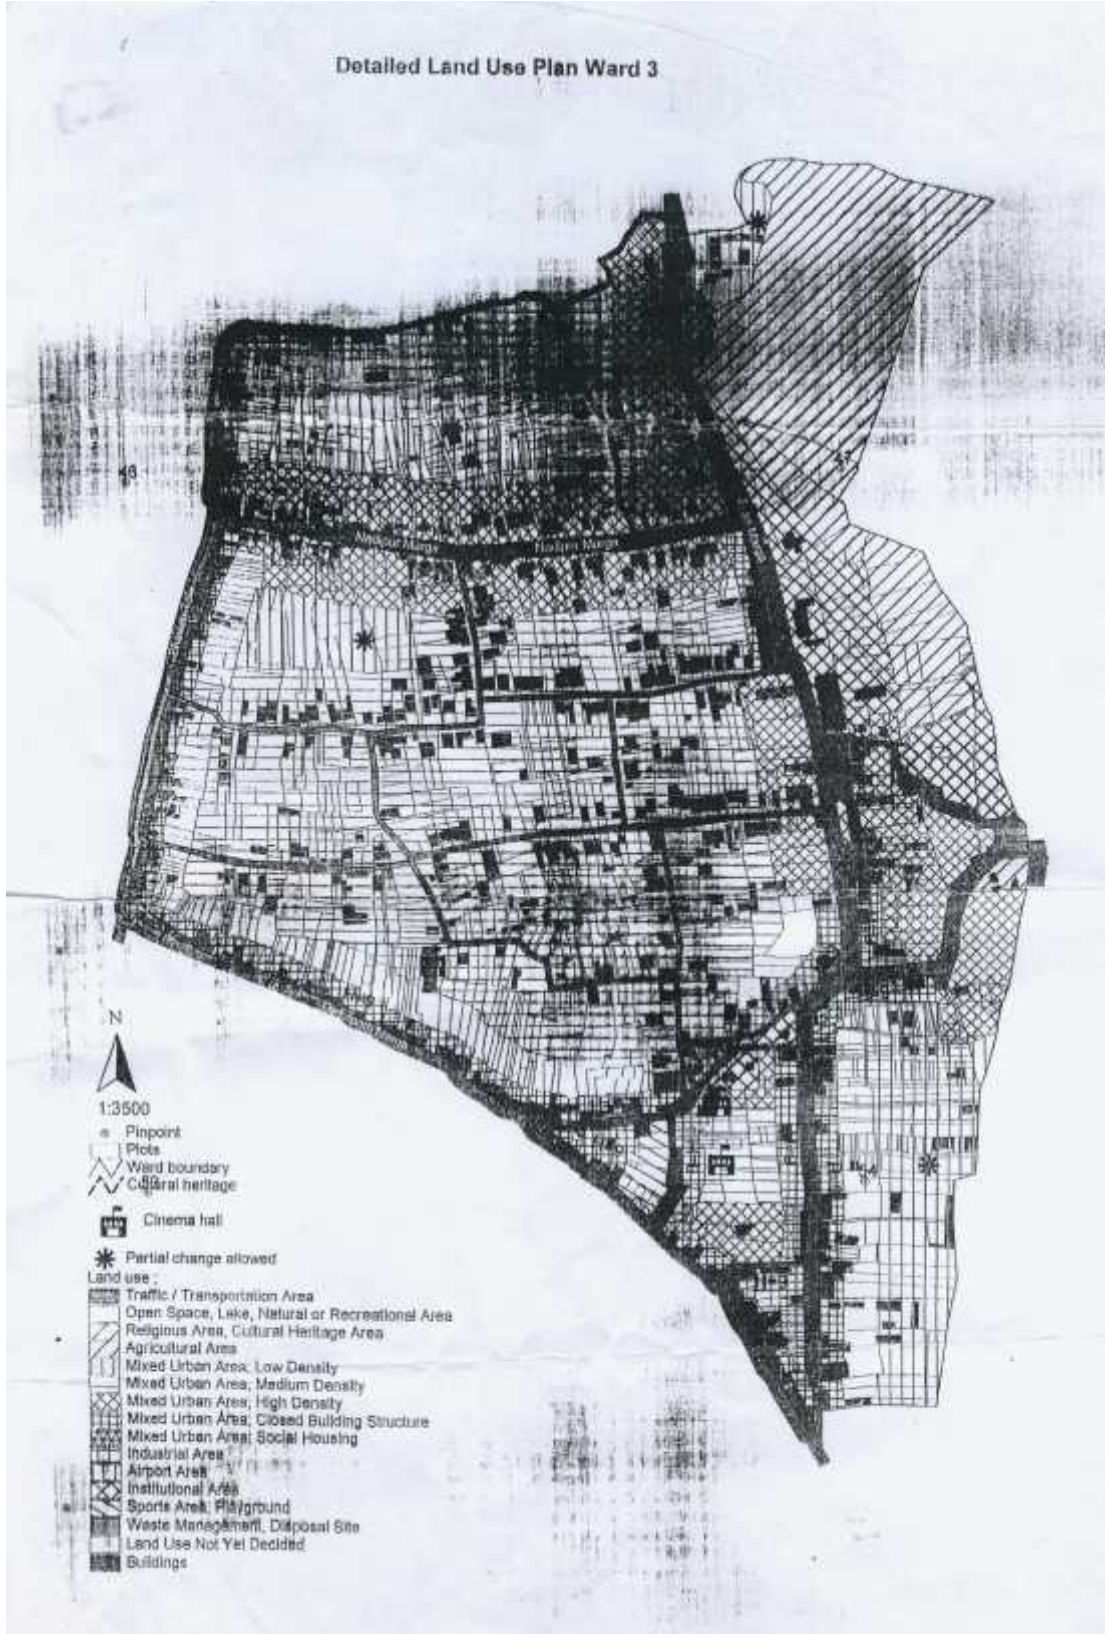 Detailed Land Use Plan Ward 3
N
1:3500
Pinpoint
Plots
Ward boundary
Cultural heritage
Cinema hall
Partial change allowed
Land use :
Traffic / Transportation Area
Open Space, Lake, Natural or Recreational Area
Religious Area, Cultural Heritage Area
Agricultural Area
Mixed Urban Area; Low Density
Mixed Urban Area; Medium Density
Mixed Urban Area; High Density
Mixed Urban Area; Closed Building Structure
Mixed Urban Area; Social Housing
Industrial Area
Airport Area
Institutional Area
Sports Area, Playground
Waste Management, Disposal Site
Land Use Not Yet Decided
Buildings